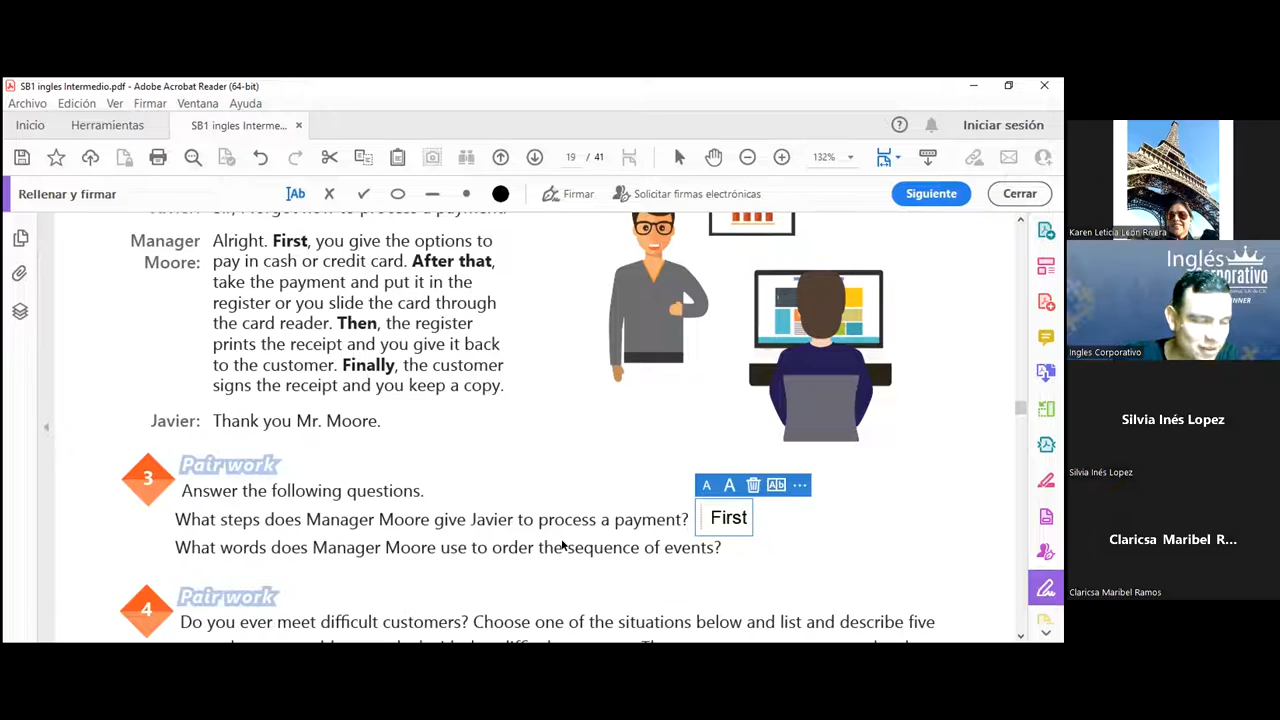 SB1 ingles Intermedio.pdf - Adobe Acrobat Reader (64-bit)
Archivo Edición Ver Firmar Ventana Ayuda
Inicio Herramientas SB1 ingles Interme... Iniciar sesión
19 / 41 132%
Rellenar y firmar Ab Firmar Solicitar firmas electrónicas Siguiente Cerrar
Manager Moore:
Alright. First, you give the options to
pay in cash or credit card. After that,
take the payment and put it in the
register or you slide the card through
the card reader. Then, the register
prints the receipt and you give it back
to the customer. Finally, the customer
signs the receipt and you keep a copy.
Javier: Thank you Mr. Moore.
3 Pair work
Answer the following questions.
A A Ab
What steps does Manager Moore give Javier to process a payment? First
What words does Manager Moore use to order the sequence of events?
4 Pair work
Do you ever meet difficult customers? Choose one of the situations below and list and describe five
Karen Leticia León Rivera
Inglés
Corporativo
Ingles Corporativo
Silvia Inés Lopez
Silvia Inés Lopez
Claricsa Maribel R...
Claricsa Maribel Ramos